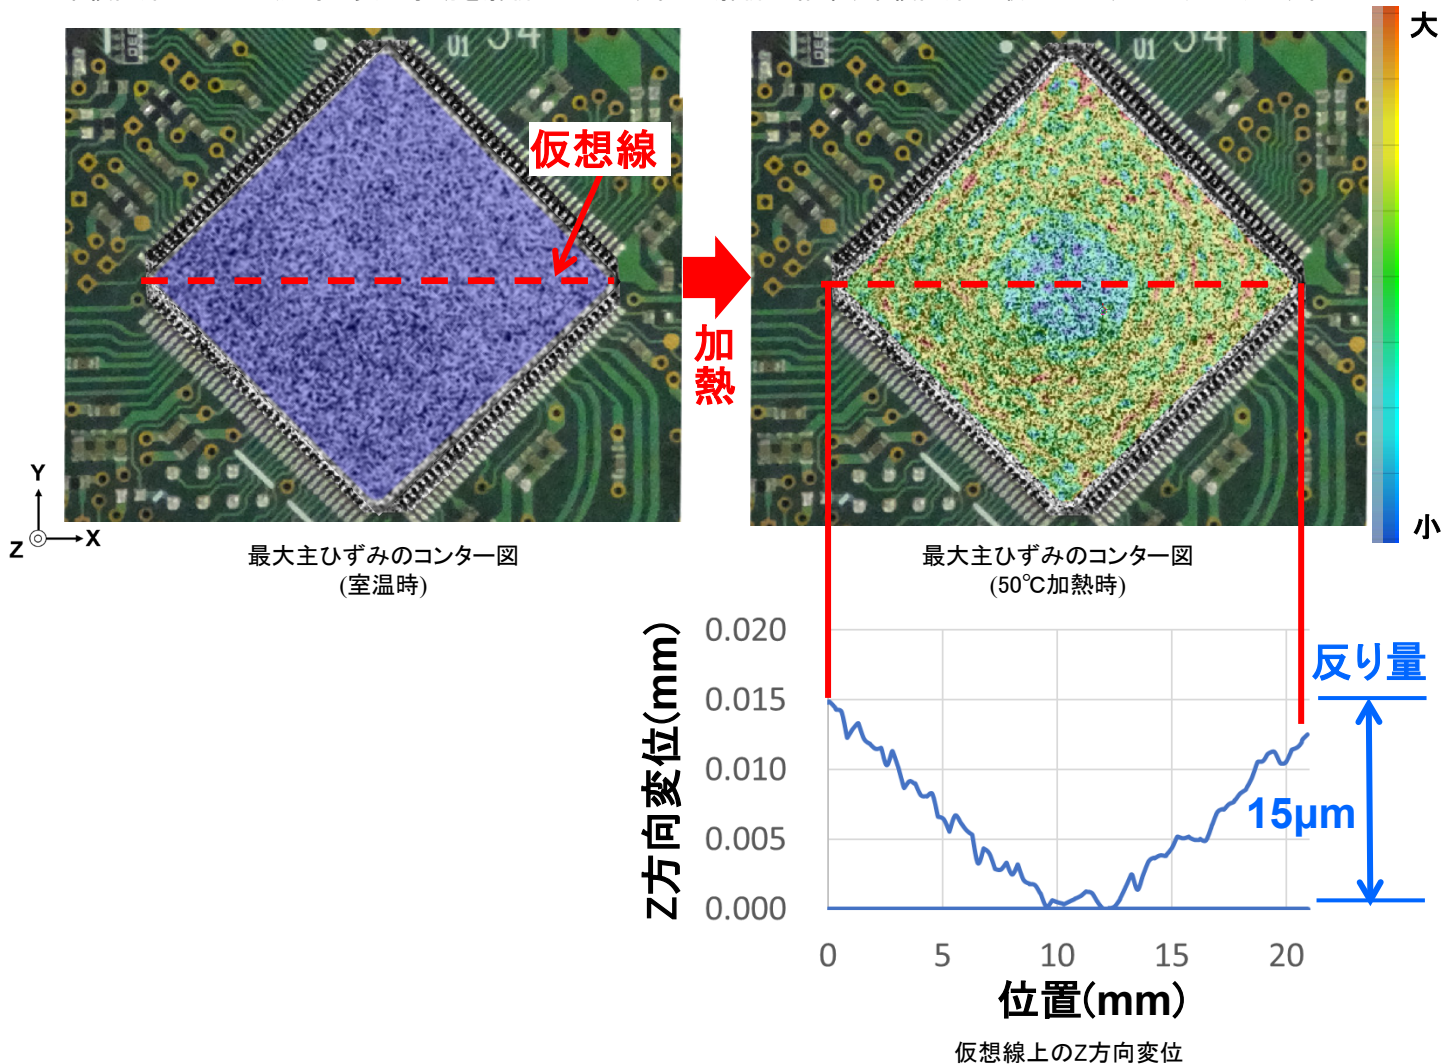 大
U1
34
U1
34
仮想線
加
熱
小
Y
Z
X
最大主ひずみのコンター図
(室温時)
最大主ひずみのコンター図
(50℃加熱時)
Z方向変位(mm)
0.020
0.015
0.010
0.005
0.000
反り量
15μm
0
5
10
15
20
位置(mm)
仮想線上のZ方向変位